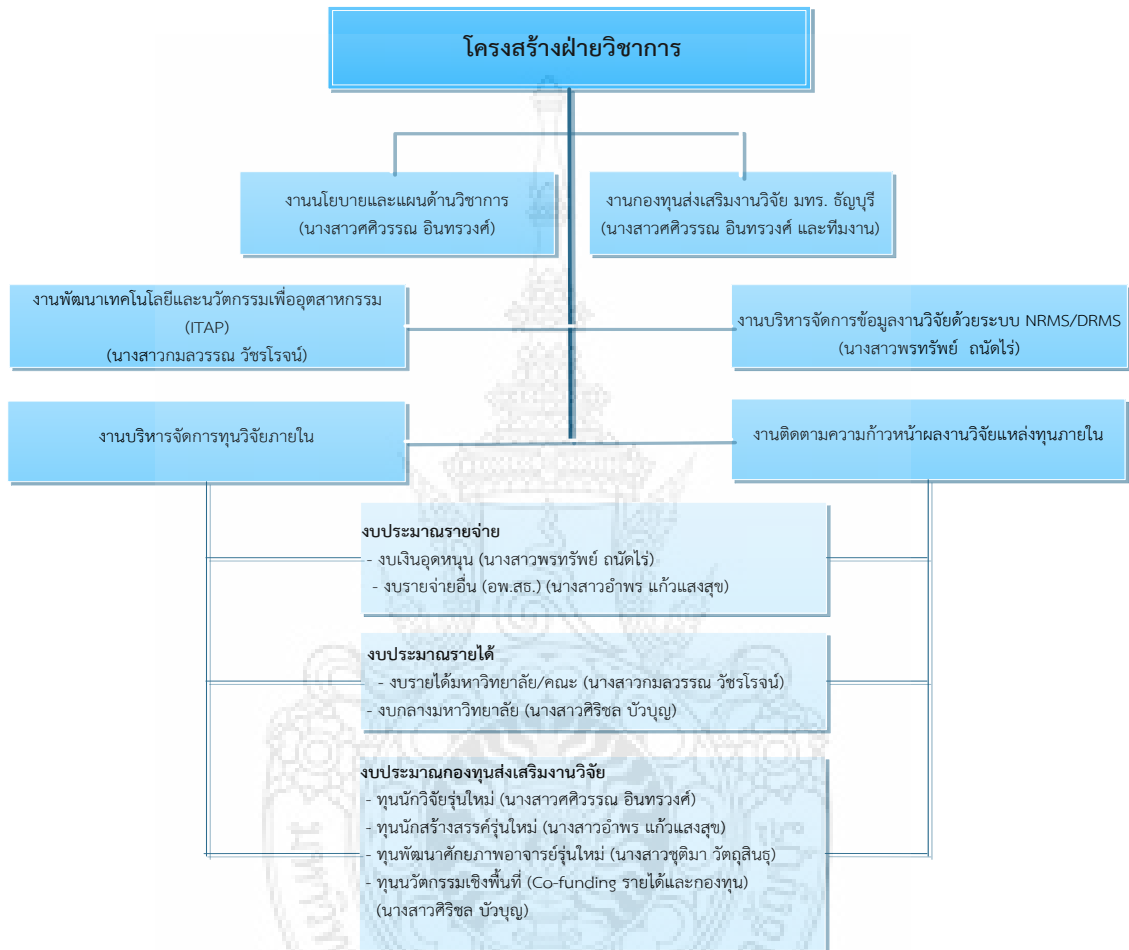 โครงสร้างฝ่ายวิชาการ
งานนโยบายและแผนด้านวิชาการ
(นางสาวศศิวรรณ อินทรวงศ์)
งานกองทุนส่งเสริมงานวิจัย มทร. ธัญบุรี
(นางสาวศศิวรรณ อินทรวงศ์ และทีมงาน)
งานพัฒนาเทคโนโลยีและนวัตกรรมเพื่ออุตสาหกรรม
(ITAP)
(นางสาวกมลวรรณ วัชรโรจน์)
งานบริหารจัดการข้อมูลงานวิจัยด้วยระบบ NRMS/DRMS
(นางสาวพรทรัพย์ ถนัดไร่)
งานบริหารจัดการทุนวิจัยภายใน
งานติดตามความก้าวหน้าผลงานวิจัยแหล่งทุนภายใน
งบประมาณรายจ่าย
- งบเงินอุดหนุน (นางสาวพรทรัพย์ ถนัดไร่)
- งบรายจ่ายอื่น (อพ.สธ.) (นางสาวอำพร แก้วแสงสุข)
งบประมาณรายได้
- งบรายได้มหาวิทยาลัย/คณะ (นางสาวกมลวรรณ วัชรโรจน์)
- งบกลางมหาวิทยาลัย (นางสาวศิริชล บัวบุญ)
งบประมาณกองทุนส่งเสริมงานวิจัย
- ทุนนักวิจัยรุ่นใหม่ (นางสาวศศิวรรณ อินทรวงศ์)
- ทุนนักสร้างสรรค์รุ่นใหม่ (นางสาวอำพร แก้วแสงสุข)
- ทุนพัฒนาศักยภาพอาจารย์รุ่นใหม่ (นางสาวชุติมา วัตถุสินธุ)
- ทุนนวัตกรรมเชิงพื้นที่ (Co-funding รายได้และกองทุน)
(นางสาวศิริชล บัวบุญ)